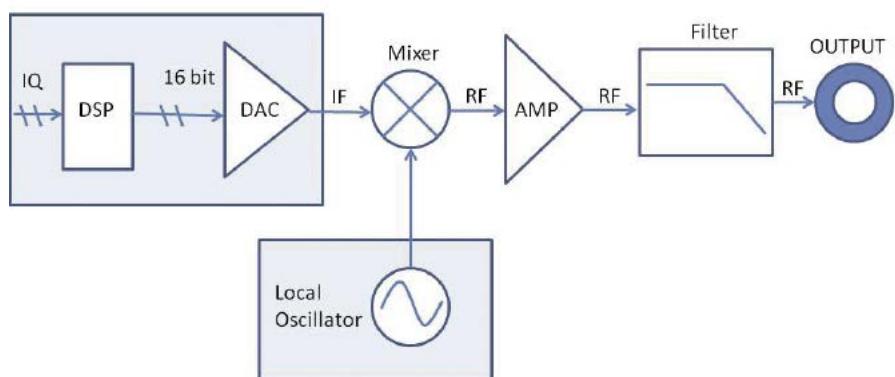 IQ
DSP
16 bit
DAC
IF
Mixer
RF
AMP
RF
Filter
RF
OUTPUT
Local
Oscillator